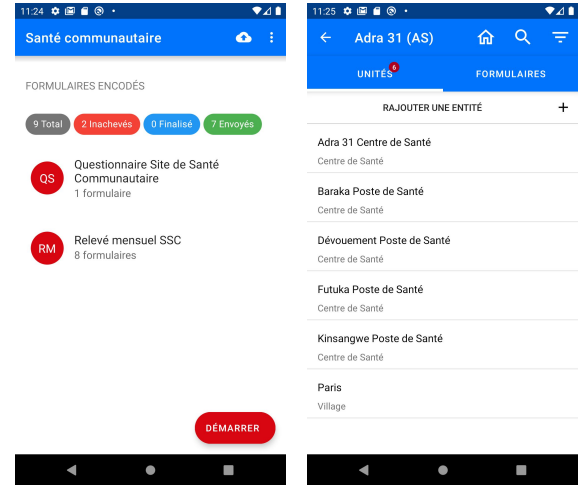 11:24
Santé communautaire
FORMULAIRES ENCODÉS
9 Total
2 Inachevés
0 Finalisé
7 Envoyés
QS
Questionnaire Site de Santé
Communautaire
1 formulaire
RM
Relevé mensuel SSC
8 formulaires
DÉMARRER
11:25
Adra 31 (AS)
UNITÉS
6
FORMULAIRES
RAJOUTER UNE ENTITÉ
Adra 31 Centre de Santé
Centre de Santé
Baraka Poste de Santé
Centre de Santé
Dévouement Poste de Santé
Centre de Santé
Futuka Poste de Santé
Centre de Santé
Kinsangwe Poste de Santé
Centre de Santé
Paris
Village